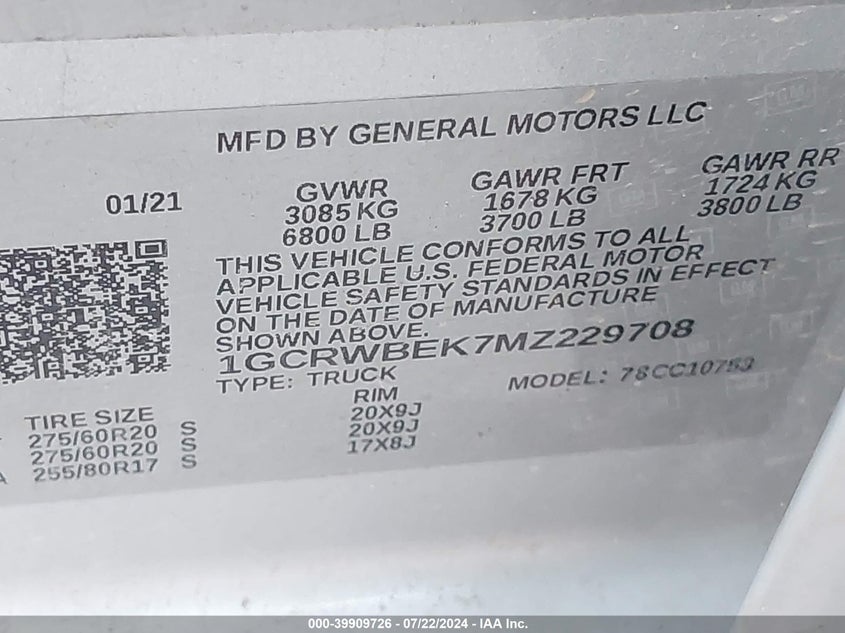 MFD BY GENERAL MOTORS LLC
01/21
GVWR
3085 KG
6800 LB
GAWR FRT
1678 KG
3700 LB
GAWR RR
1724 KG
3800 LB
THIS VEHICLE CONFORMS TO ALL
APPLICABLE U.S. FEDERAL MOTOR
VEHICLE SAFETY STANDARDS IN EFFECT
ON THE DATE OF MANUFACTURE
SHOWN ABOVE.
1GCRWBEK7MZ229708
TYPE: TRUCK
MODEL: 78CC10753
TIRE SIZE
RIM
275/60R20 S 20X9J
275/60R20 S 20X9J
255/80R17 S 17X8J
000-39909726 - 07/22/2024 - IAA Inc.